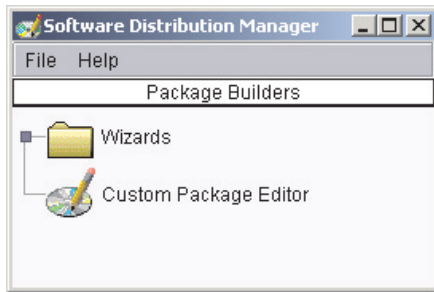 Software Distribution Manager
File Help
Package Builders
Wizards
Custom Package Editor